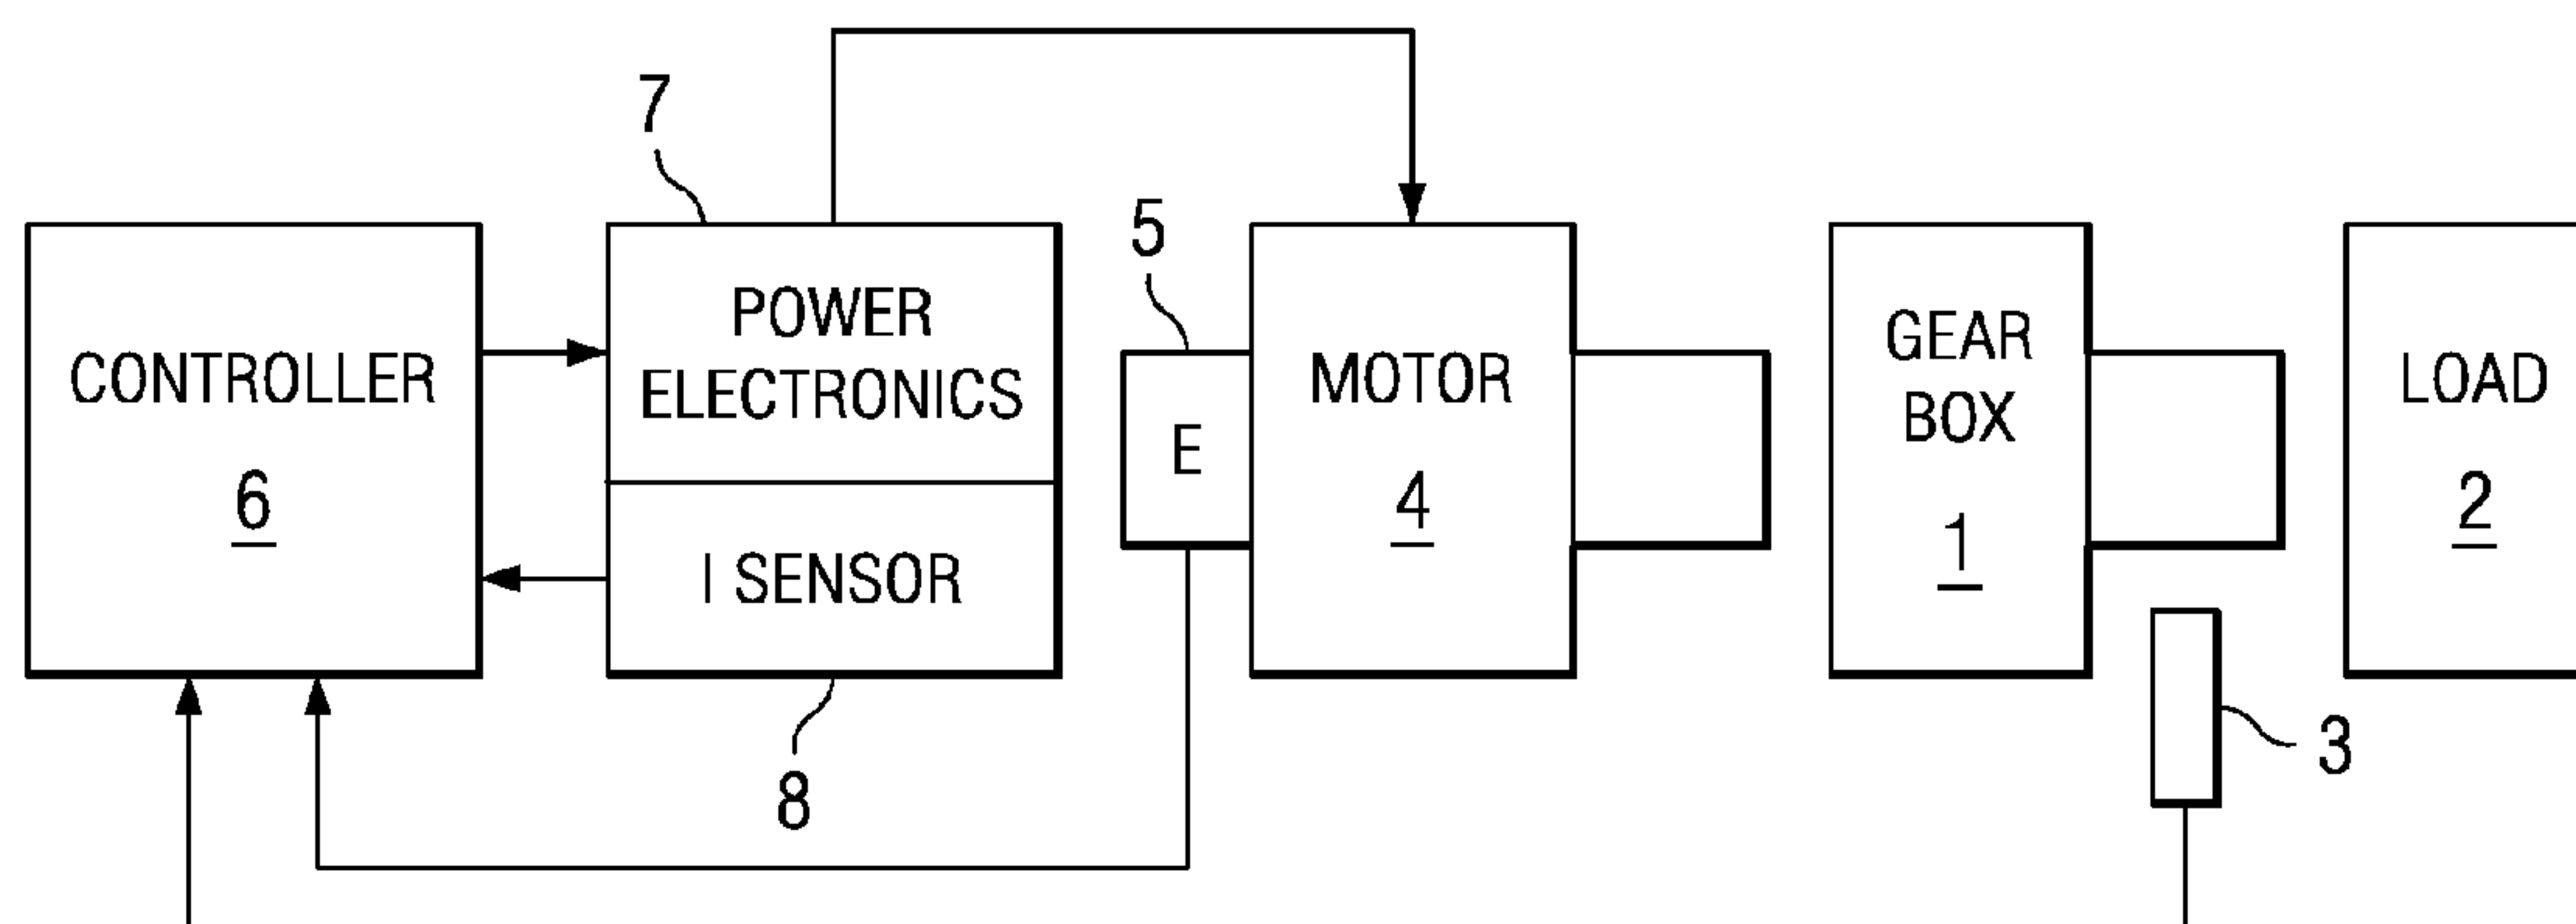 7
5
CONTROLLER
6
POWER
ELECTRONICS
I SENSOR
8
E
MOTOR
4
GEAR
BOX
1
LOAD
2
3